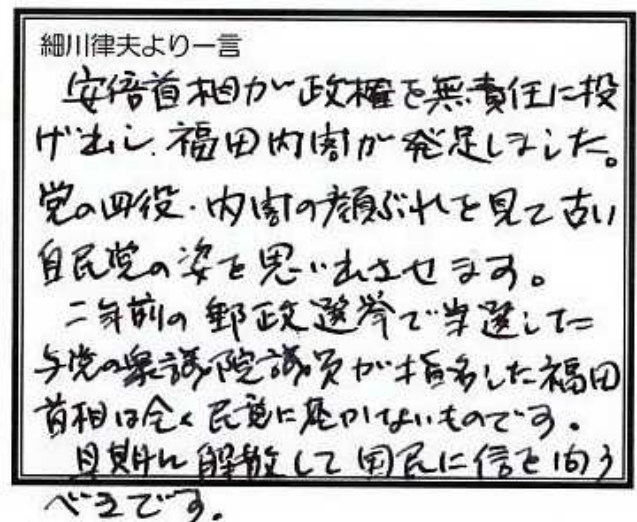 細川律夫より一言
安倍首相が政権を無責任に投
げ出し、福田内閣が発足しました。
党の四役・内閣の顔ぶれを見て古い
自民党の姿を思い出させます。
二年前の郵政選挙で当選した
与党の衆議院議員が指名した福田
首相は全く民意に基かないものです。
早期に解散して国民に信を問う
べきです。